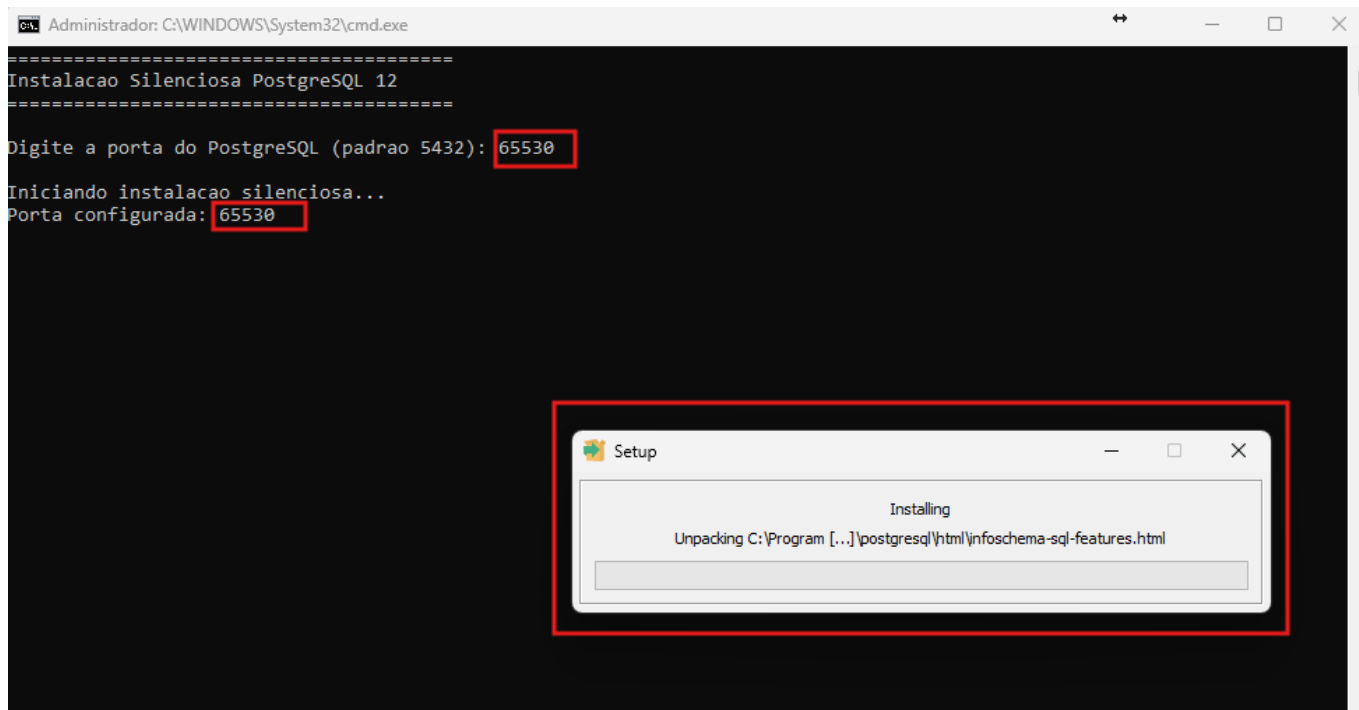 Administrador: C:\WINDOWS\System32\cmd.exe
========================================
Instalacao Silenciosa PostgreSQL 12
========================================
Digite a porta do PostgreSQL (padrao 5432): 65530
Iniciando instalacao silenciosa...
Porta configurada: 65530
Setup
Installing
Unpacking C:\Program [...]\postgresql\html\infoschema-sql-features.html